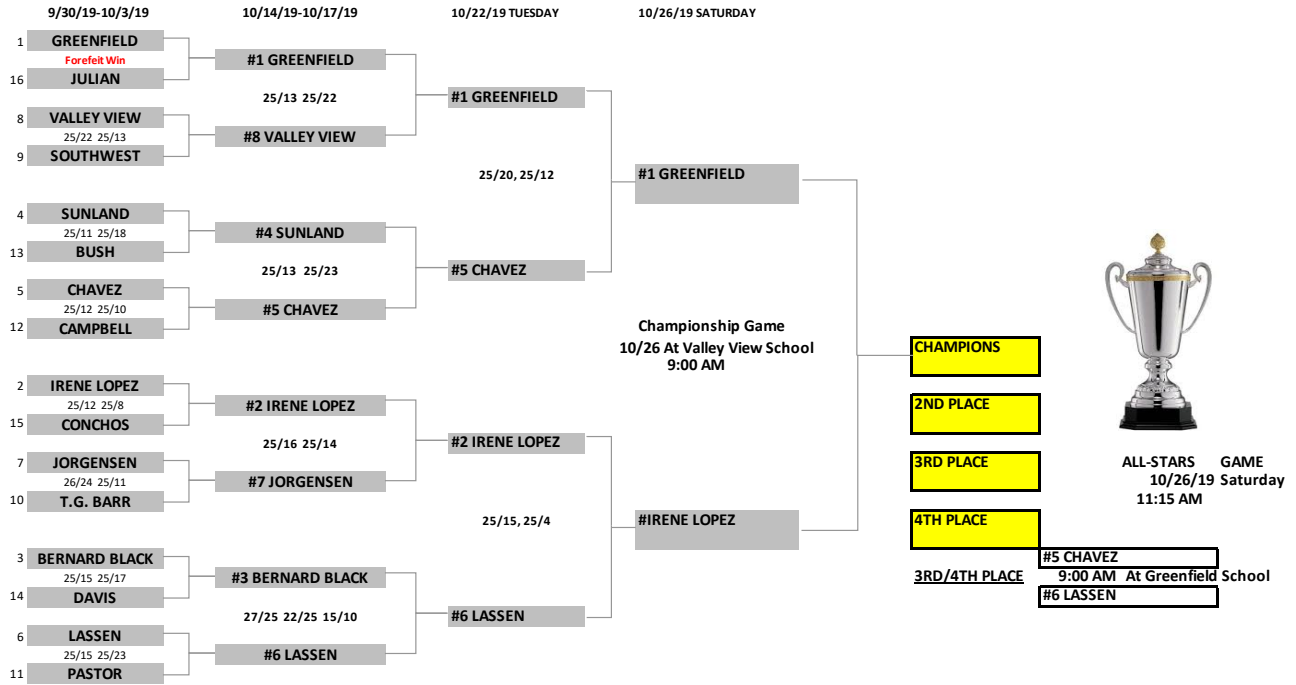 9/30/19-10/3/19
10/14/19-10/17/19
10/22/19 TUESDAY
10/26/19 SATURDAY
1 GREENFIELD
Forefeit Win
16 JULIAN
8 VALLEY VIEW
25/22 25/13
9 SOUTHWEST
4 SUNLAND
25/11 25/18
13 BUSH
5 CHAVEZ
25/12 25/10
12 CAMPBELL
2 IRENE LOPEZ
25/12 25/8
15 CONCHOS
7 JORGENSEN
26/24 25/11
10 T.G. BARR
3 BERNARD BLACK
25/15 25/17
14 DAVIS
6 LASSEN
25/15 25/23
11 PASTOR
#1 GREENFIELD
25/13 25/22
#8 VALLEY VIEW
#4 SUNLAND
25/13 25/23
#5 CHAVEZ
#2 IRENE LOPEZ
25/16 25/14
#7 JORGENSEN
#3 BERNARD BLACK
27/25 22/25 15/10
#6 LASSEN
#1 GREENFIELD
25/20, 25/12
#5 CHAVEZ
#2 IRENE LOPEZ
25/15, 25/4
#6 LASSEN
#1 GREENFIELD
Championship Game
10/26 At Valley View School
9:00 AM
#IRENE LOPEZ
CHAMPIONS
2ND PLACE
3RD PLACE
4TH PLACE
ALL-STARS GAME
10/26/19 Saturday
11:15 AM
#5 CHAVEZ
3RD/4TH PLACE 9:00 AM At Greenfield School
#6 LASSEN